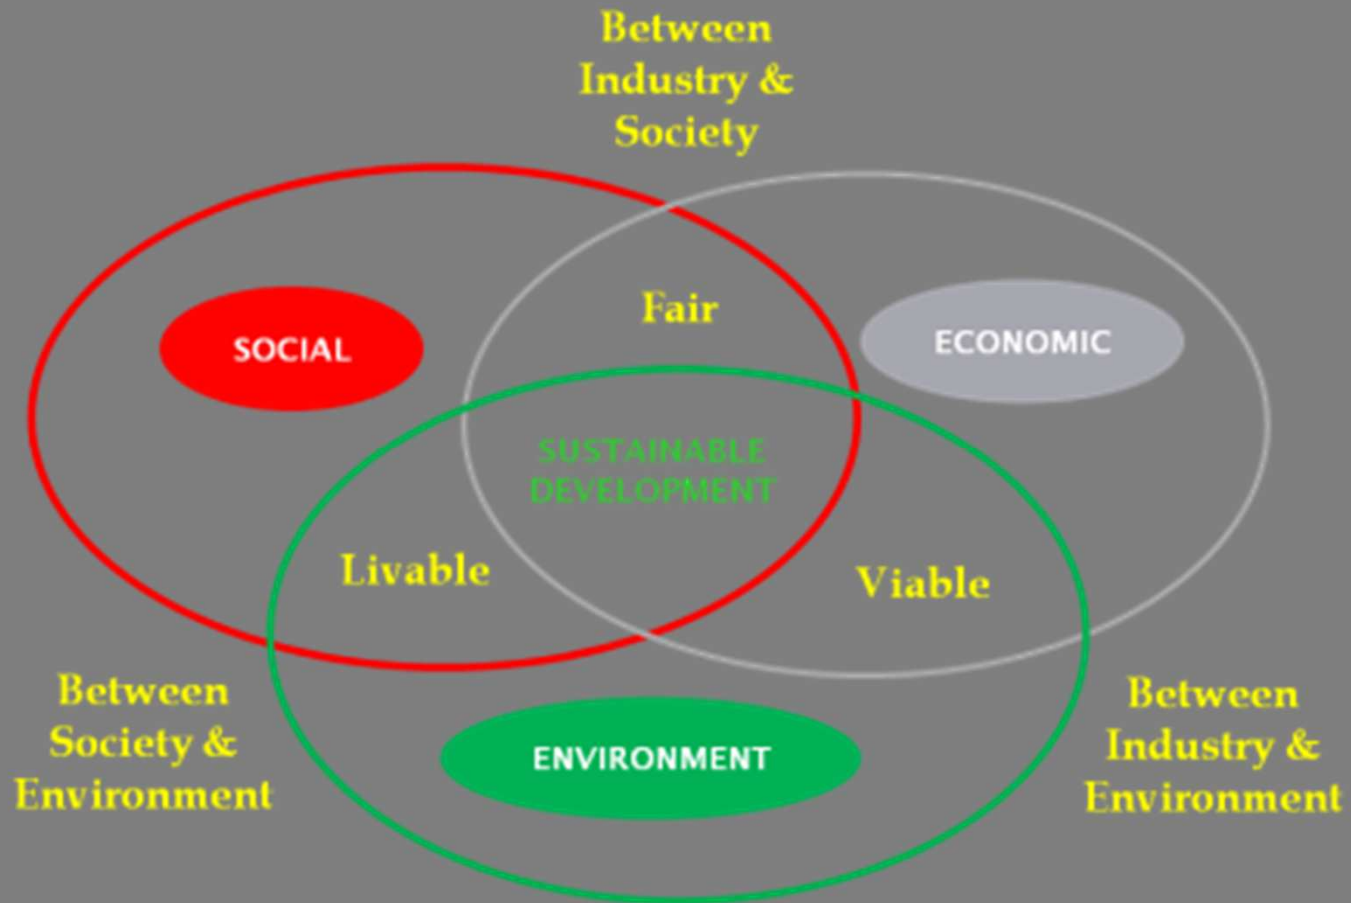 Between
Industry &
Society
Fair
SOCIAL
ECONOMIC
SUSTAINABLE
DEVELOPMENT
Livable
Viable
Between
Society &
Environment
ENVIRONMENT
Between
Industry &
Environment